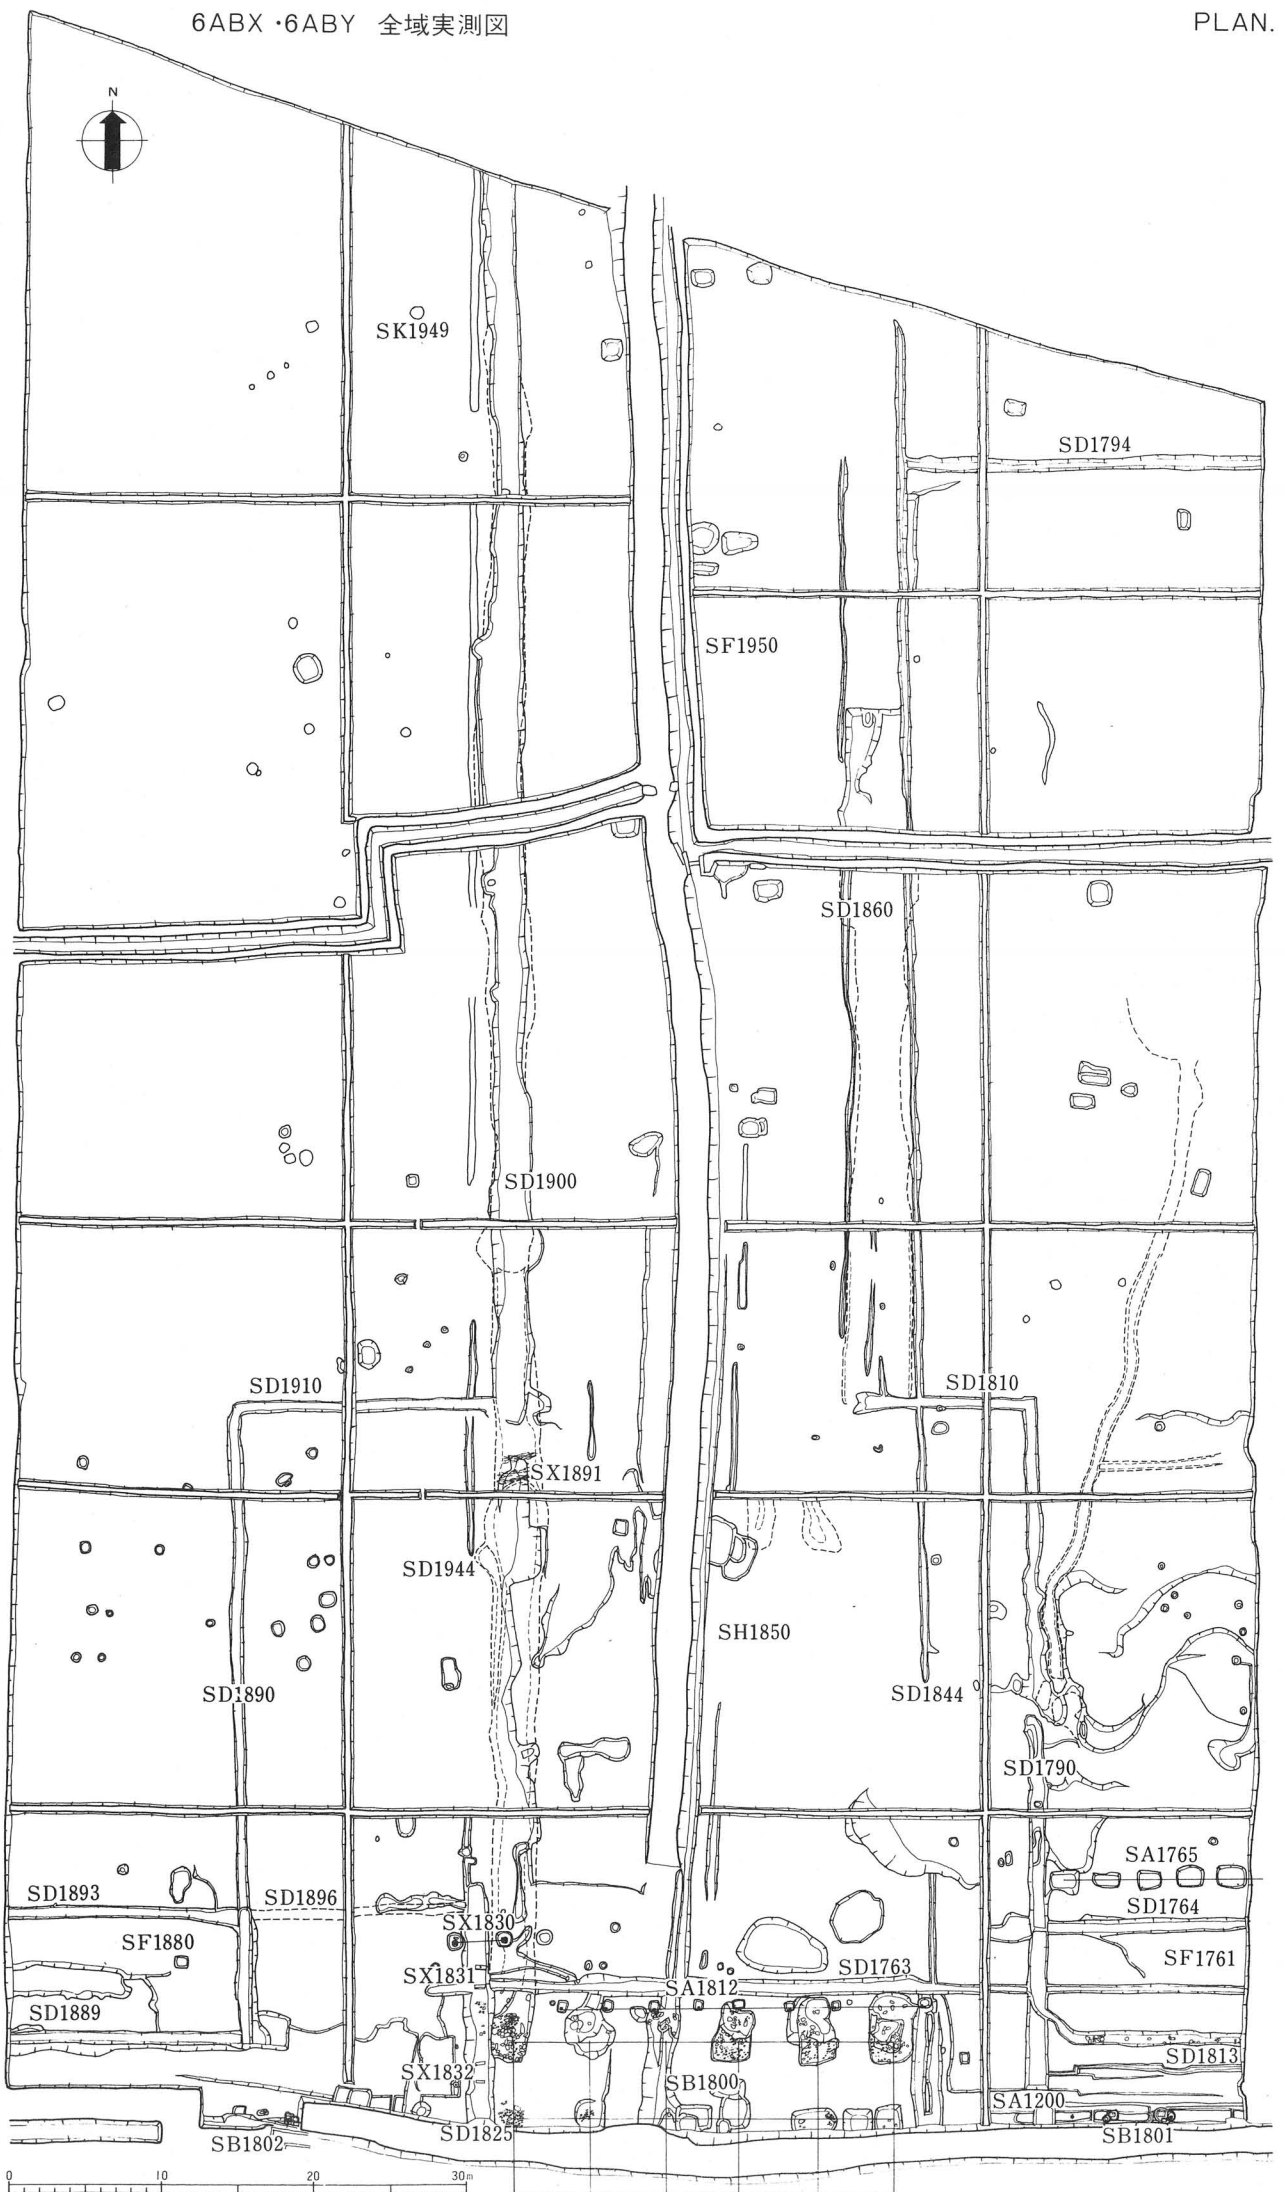 6ABX・6ABY 全域実測図
PLAN.
N
SK1949
SD1794
SF1950
SD1860
SD1900
SD1910
SD1810
SX1891
SD1944
SH1850
SD1890
SD1844
SD1790
SA1765
SD1893
SD1896
SD1764
SX1830
SF1880
SF1761
SX1831
SD1763
SA1812
SD1889
SD1813
SX1832
SB1800
SA1200
SD1825
SB1801
SB1802
0 10 20 30m